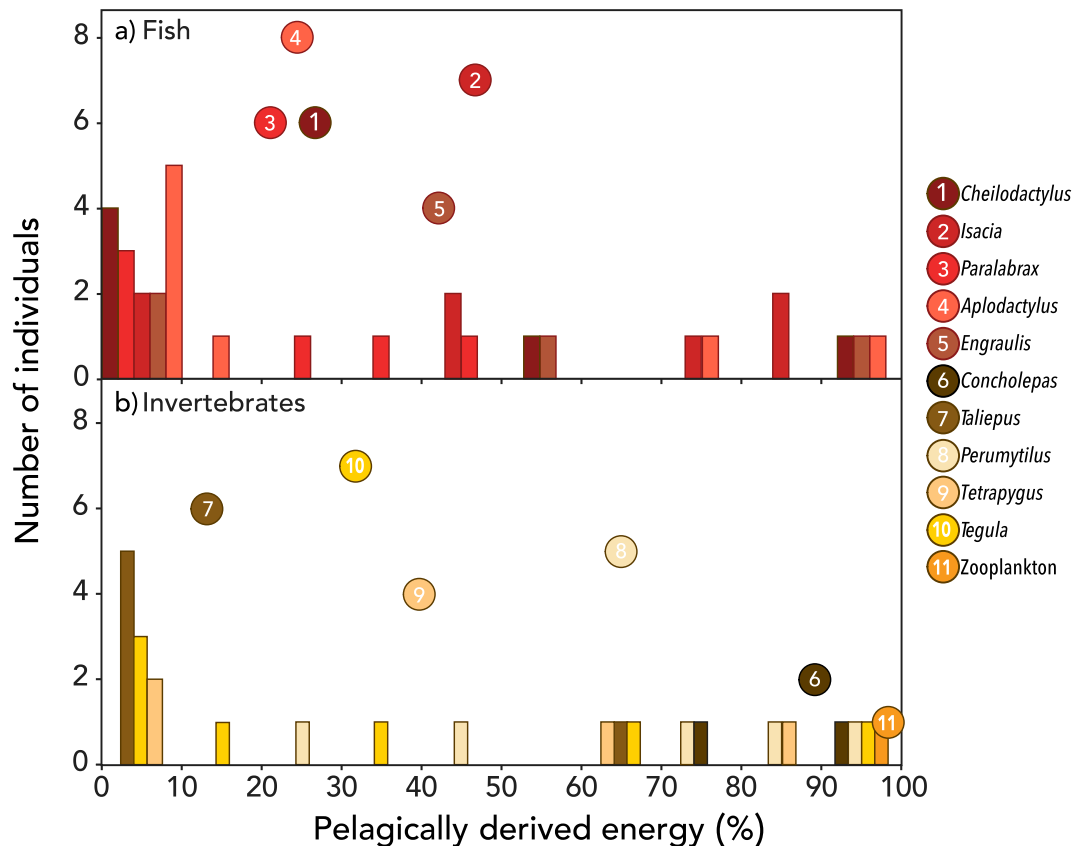 a) Fish
8
6
4
2
0
4
2
3
1
5
b) Invertebrates
8
6
4
2
0
10
7
8
9
6
11
0 10 20 30 40 50 60 70 80 90 100
Pelagically derived energy (%)
Number of individuals
1 Cheilodactylus
2 Isacia
3 Paralabrax
4 Aplodactylus
5 Engraulis
6 Concholepas
7 Taliepus
8 Perumytilus
9 Tetrapygus
10 Tegula
11 Zooplankton